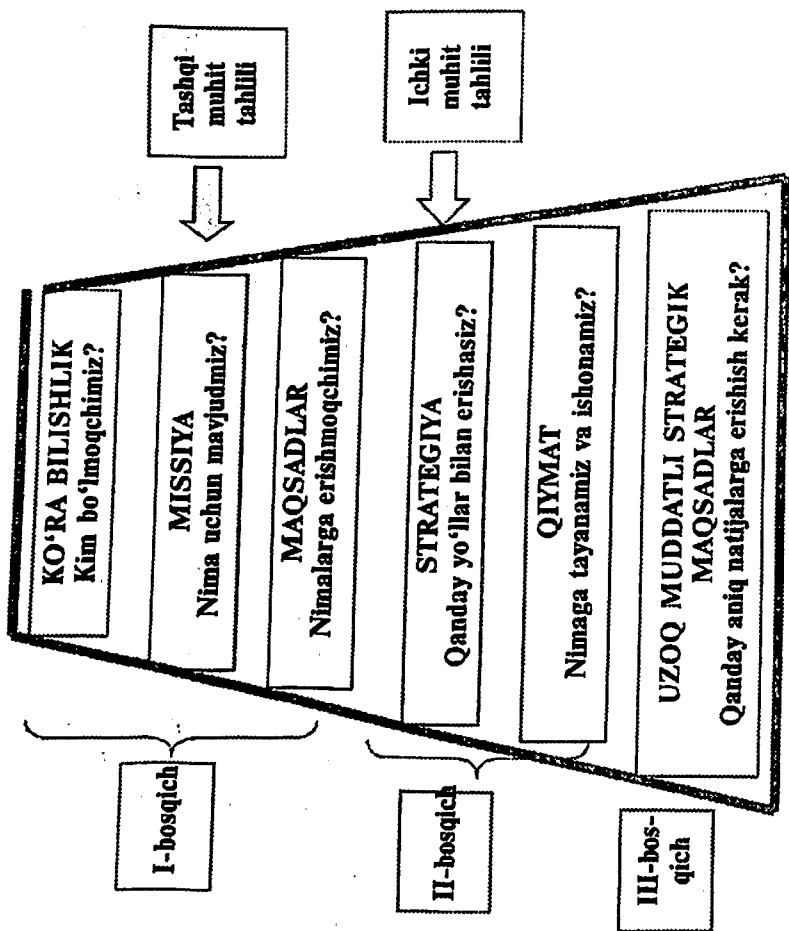 Tashqi
muhit
tahlili
Ichki
muhit
tahlili
KO‘RA BILISHLIK
Kim bo‘lmoqchimiz?
MISSIYA
Nima uchun mavjudmiz?
MAQSADLAR
Nimalarga erishmoqchimiz?
STRATEGIYA
Qanday yo‘llar bilan erishasiz?
QIYMAT
Nimaga tayanamiz va ishonamiz?
UZOQ MUDDATLI STRATEGIK
MAQSADLAR
Qanday aniq natijalarga erishish kerak?
I-bosqich
II-bosqich
III-bos-
qich